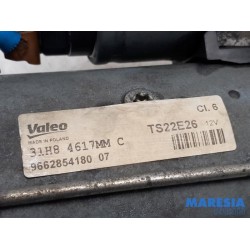 Cl. 6
Valeo
TS22E26 12V
MADE IN POLAND
31H8 4617MM C
9662854180 07
MARESIA